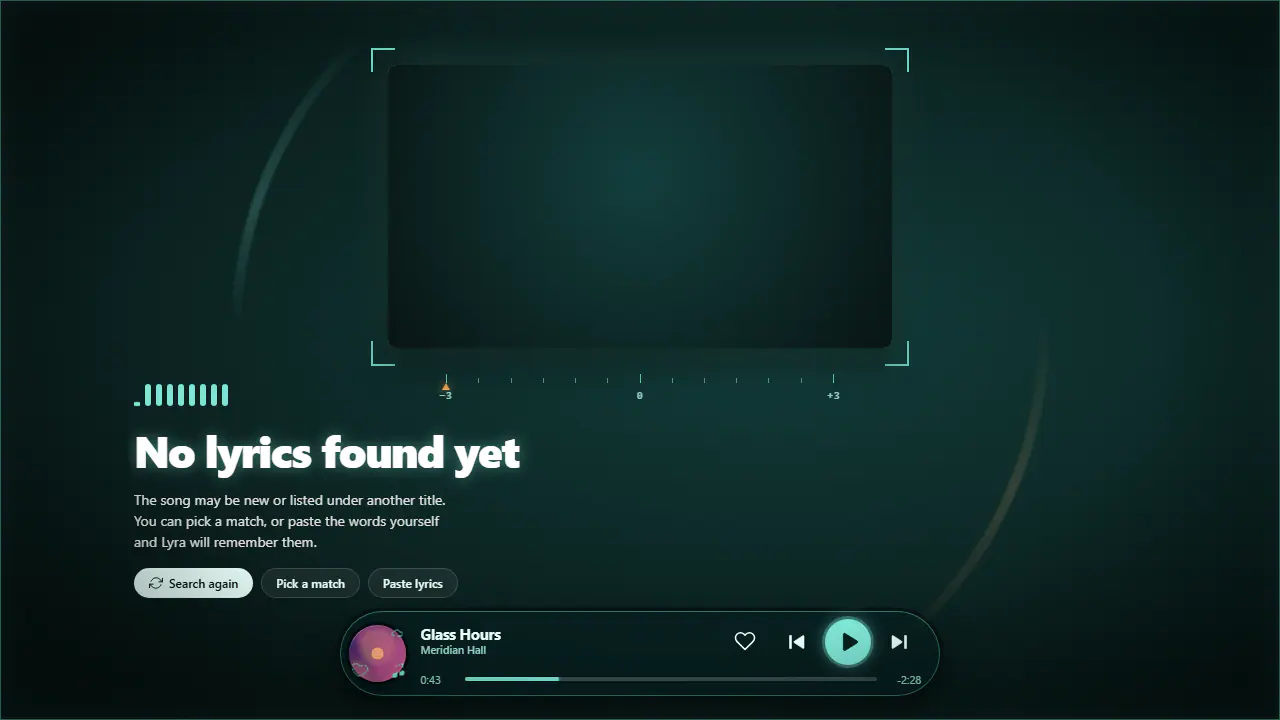 −3
0
+3
No lyrics found yet
The song may be new or listed under another title.
You can pick a match, or paste the words yourself
and Lyra will remember them.
Search again
Pick a match
Paste lyrics
Glass Hours
Meridian Hall
0:43
-2:28